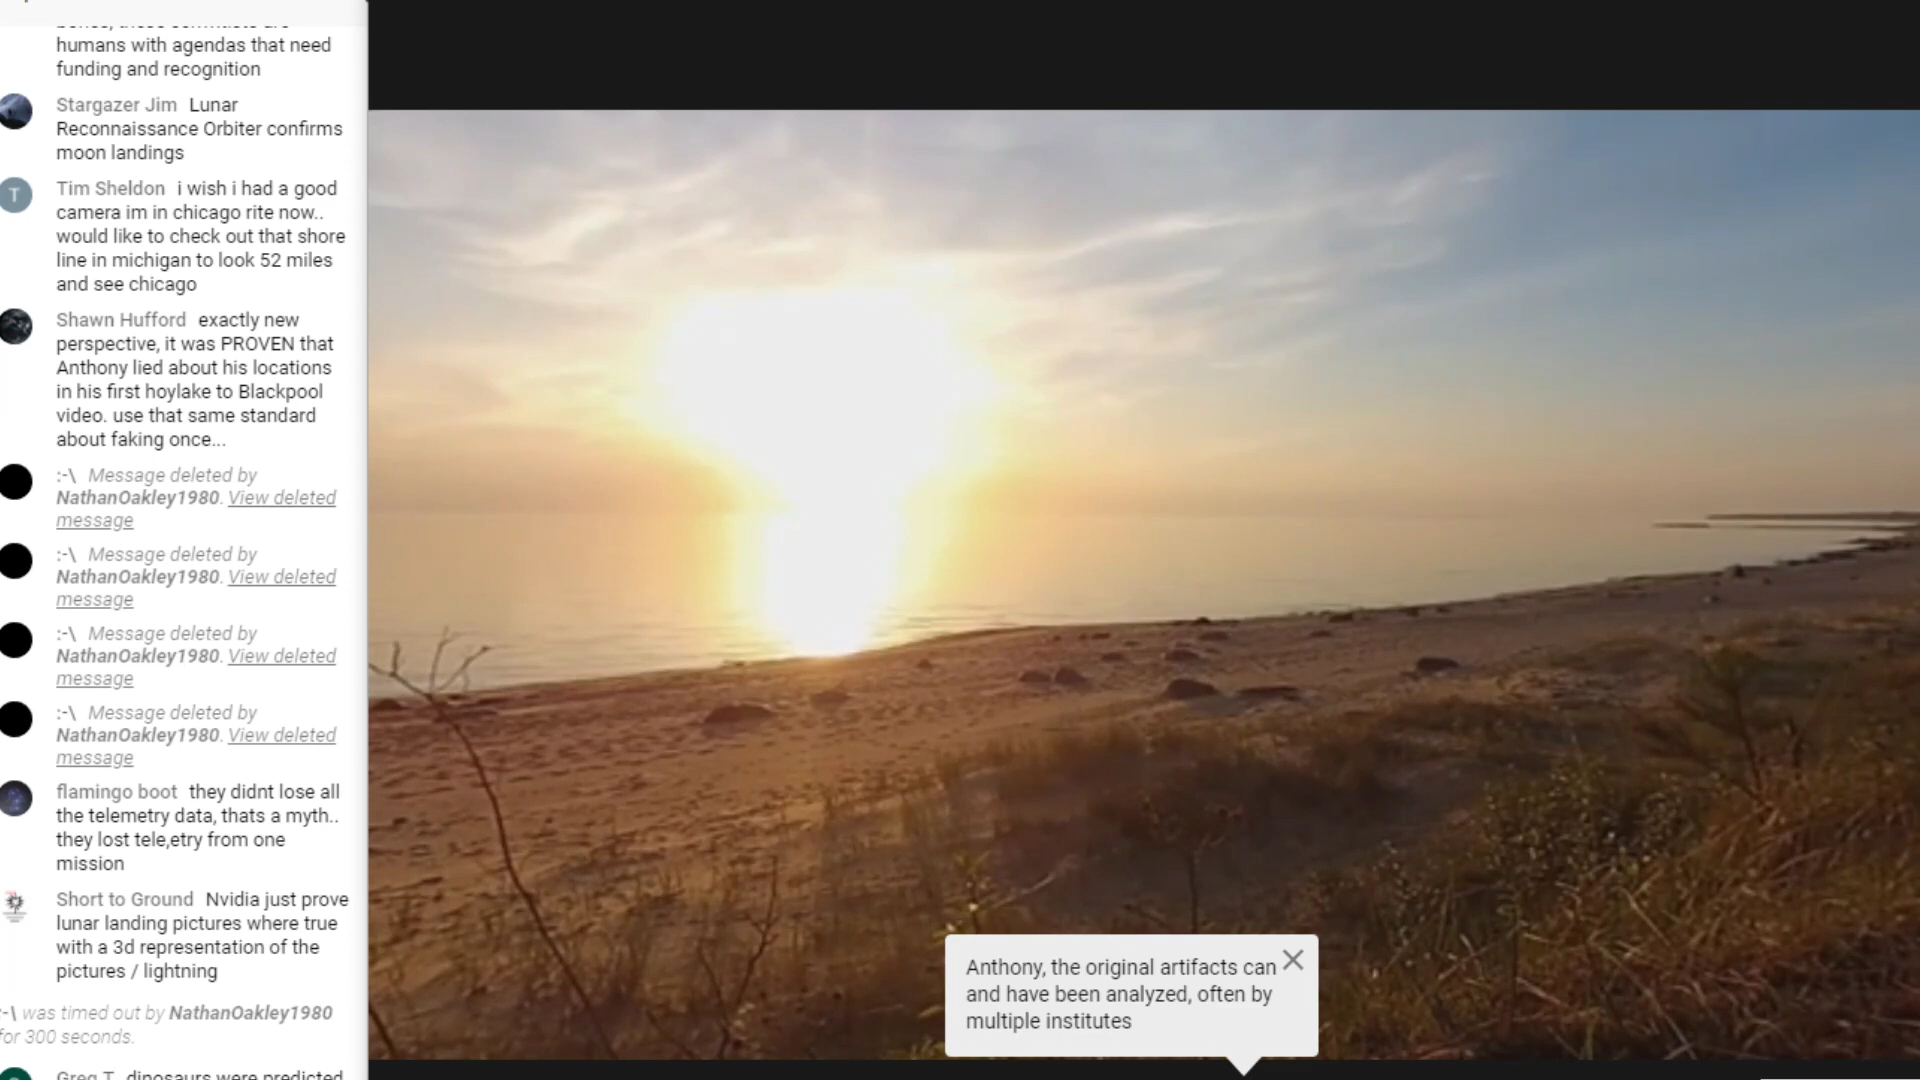 humans with agendas that need
funding and recognition
Stargazer Jim Lunar
Reconnaissance Orbiter confirms
moon landings
T
Tim Sheldon i wish i had a good
camera im in chicago rite now..
would like to check out that shore
line in michigan to look 52 miles
and see chicago
Shawn Hufford exactly new
perspective, it was PROVEN that
Anthony lied about his locations
in his first hoylake to Blackpool
video. use that same standard
about faking once...
:-\ Message deleted by
NathanOakley1980. View deleted
message
:-\ Message deleted by
NathanOakley1980. View deleted
message
:-\ Message deleted by
NathanOakley1980. View deleted
message
:-\ Message deleted by
NathanOakley1980. View deleted
message
flamingo boot they didnt lose all
the telemetry data, thats a myth..
they lost tele,etry from one
mission
Short to Ground Nvidia just prove
lunar landing pictures where true
with a 3d representation of the
pictures / lightning
:-\ was timed out by NathanOakley1980
for 300 seconds.
Greg T dinosaurs were predicted
Anthony, the original artifacts can
and have been analyzed, often by
multiple institutes